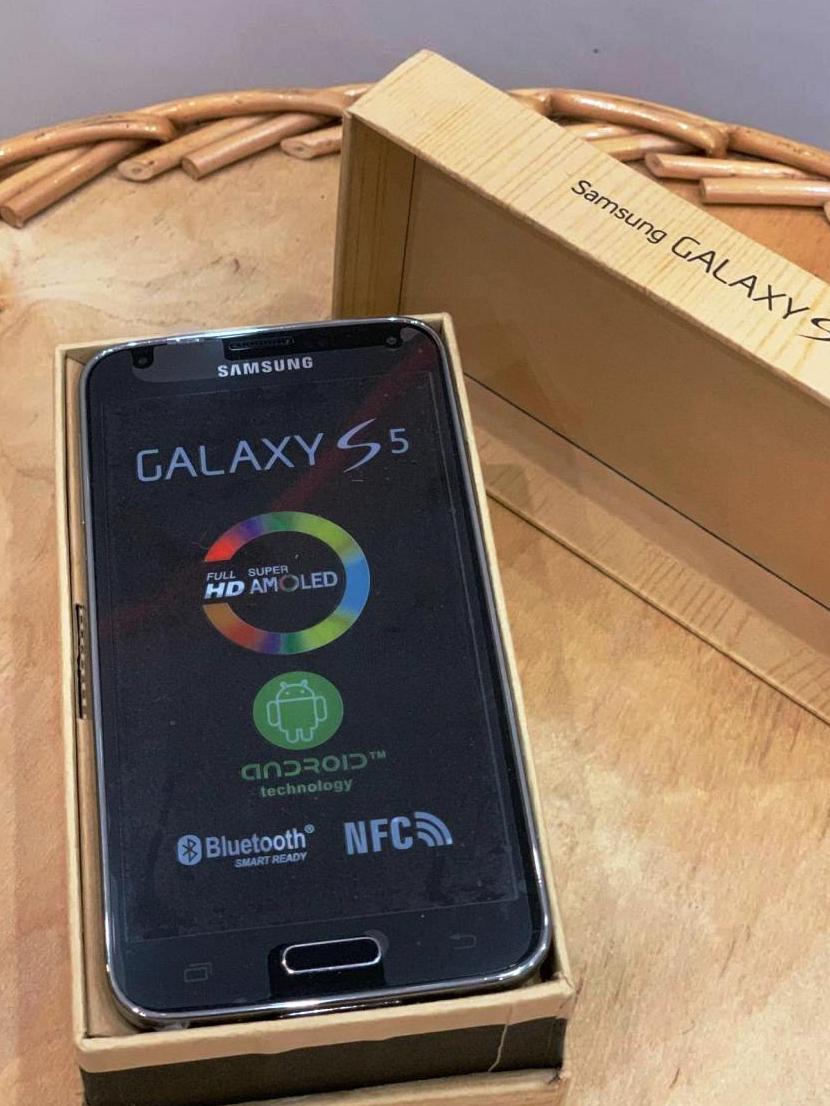 Samsung GALAXY S
SAMSUNG
GALAXY S5
FULL SUPER
HD AMOLED
ANDROID™
technology
Bluetooth®
SMART READY
NFC